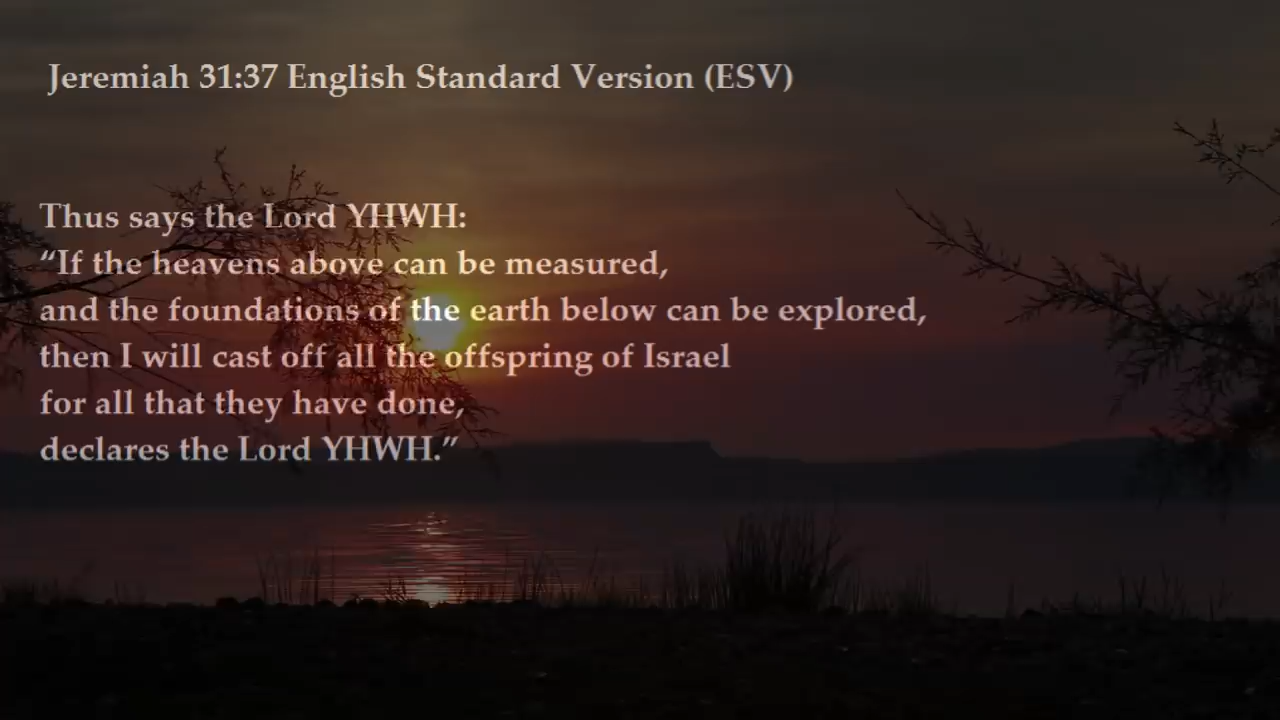 Jeremiah 31:37 English Standard Version (ESV)
Thus says the Lord YHWH:
“If the heavens above can be measured,
and the foundations of the earth below can be explored,
then I will cast off all the offspring of Israel
for all that they have done,
declares the Lord YHWH.”